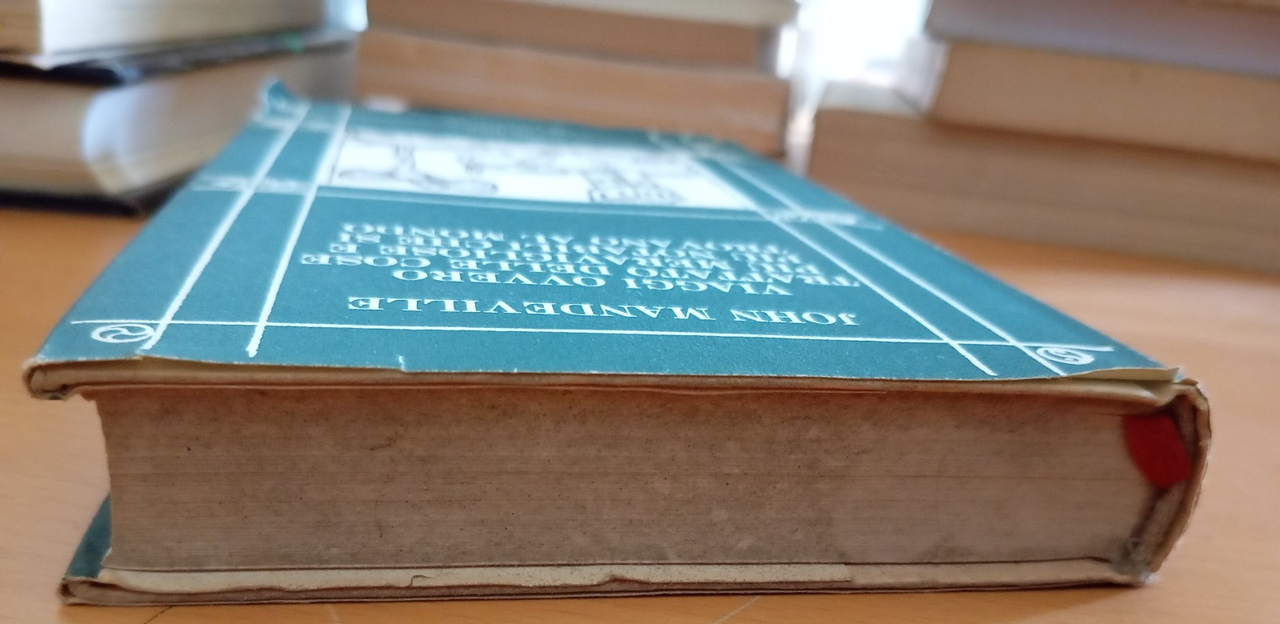 JOHN MANDEVILLE
VIAGGI OVVERO
TRATTATO DELLE COSE
PIÙ MERAVIGLIOSE E
PIÙ NOTABILI CHE SI
TROVANO AL MONDO